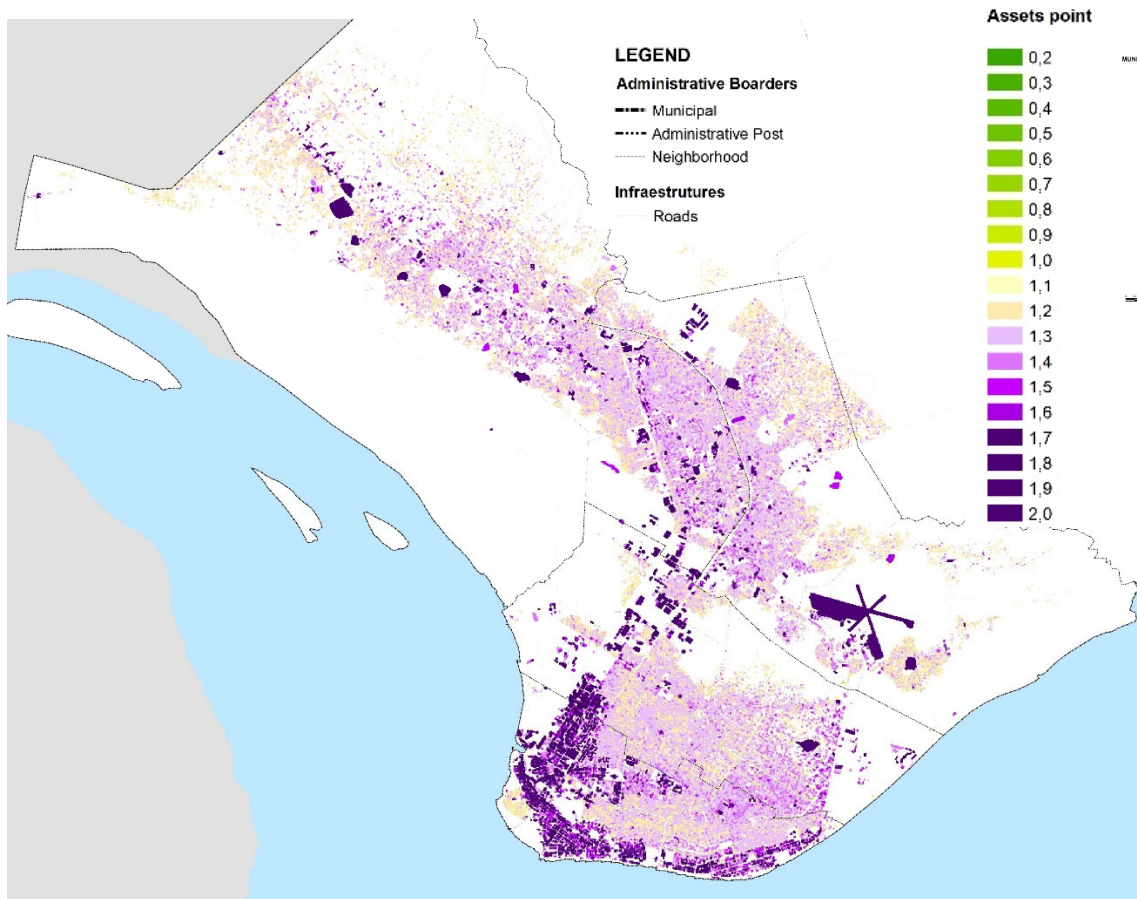 Assets point
LEGEND
Administrative Boarders
Municipal
Administrative Post
Neighborhood
Infraestrutures
Roads
0,2
0,3
0,4
0,5
0,6
0,7
0,8
0,9
1,0
1,1
1,2
1,3
1,4
1,5
1,6
1,7
1,8
1,9
2,0
MUNI